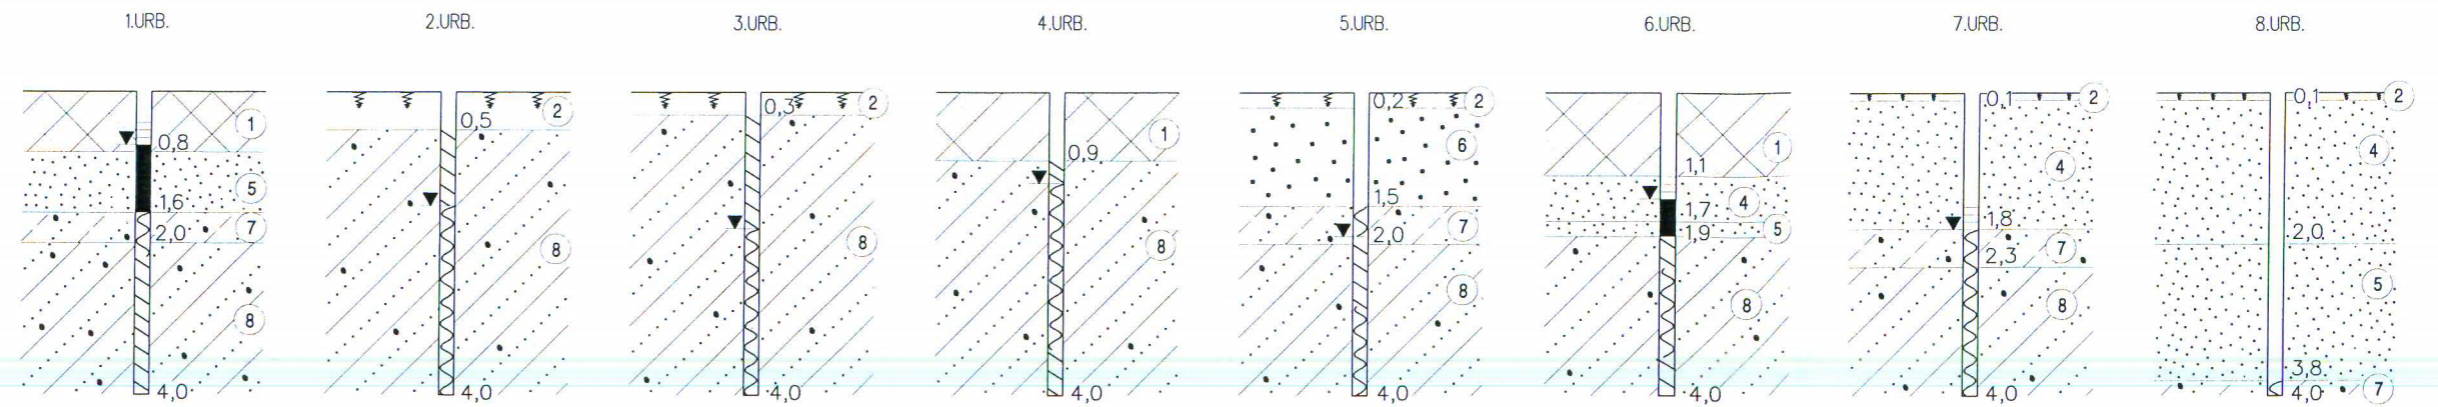 1.URB. 2.URB. 3.URB. 4.URB. 5.URB. 6.URB. 7.URB. 8.URB.
1 0,8 5 1,6 7 2,0 8 4,0
2 0,5 8 4,0
2 0,3 8 4,0
1 0,9 8 4,0
0,2 2 6 1,5 7 2,0 8 4,0
1 1,1 4 1,7 5 1,9 8 4,0
0,1 2 4 1,8 7 2,3 8 4,0
0,1 2 4 2,0 5 3,8 4,0 7